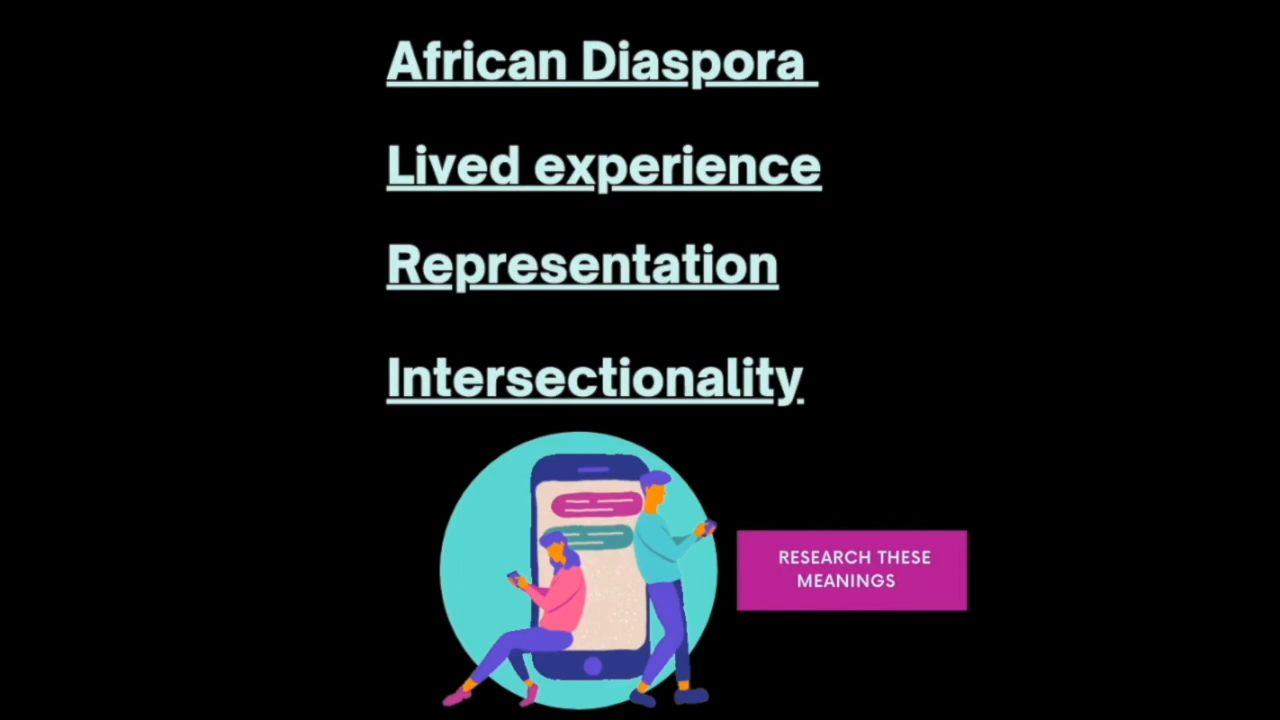 African Diaspora
Lived experience
Representation
Intersectionality
RESEARCH THESE
MEANINGS